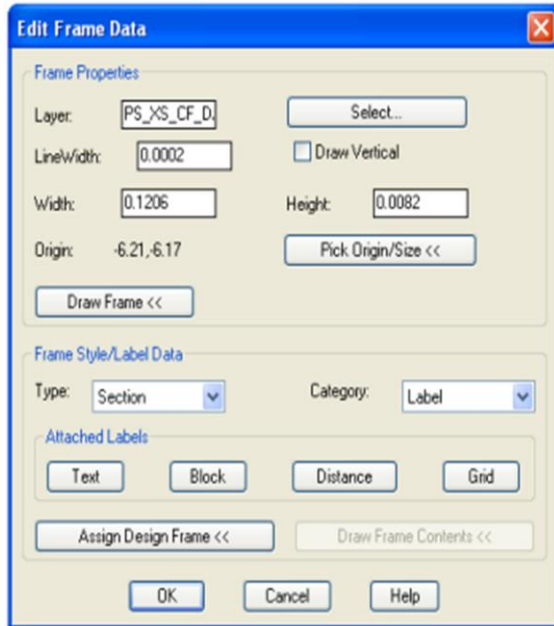 Edit Frame Data
Frame Properties
Layer: PS_XS_CF_D. Select...
LineWidth: 0.0002 Draw Vertical
Width: 0.1206 Height: 0.0082
Origin: -6.21,-6.17 Pick Origin/Size <<
Draw Frame <<
Frame Style/Label Data
Type: Section Category: Label
Attached Labels
Text Block Distance Grid
Assign Design Frame << Draw Frame Contents <<
OK Cancel Help